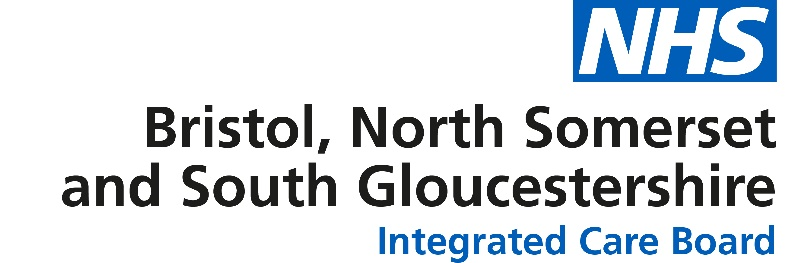 NHS
Bristol, North Somerset
and South Gloucestershire
Integrated Care Board